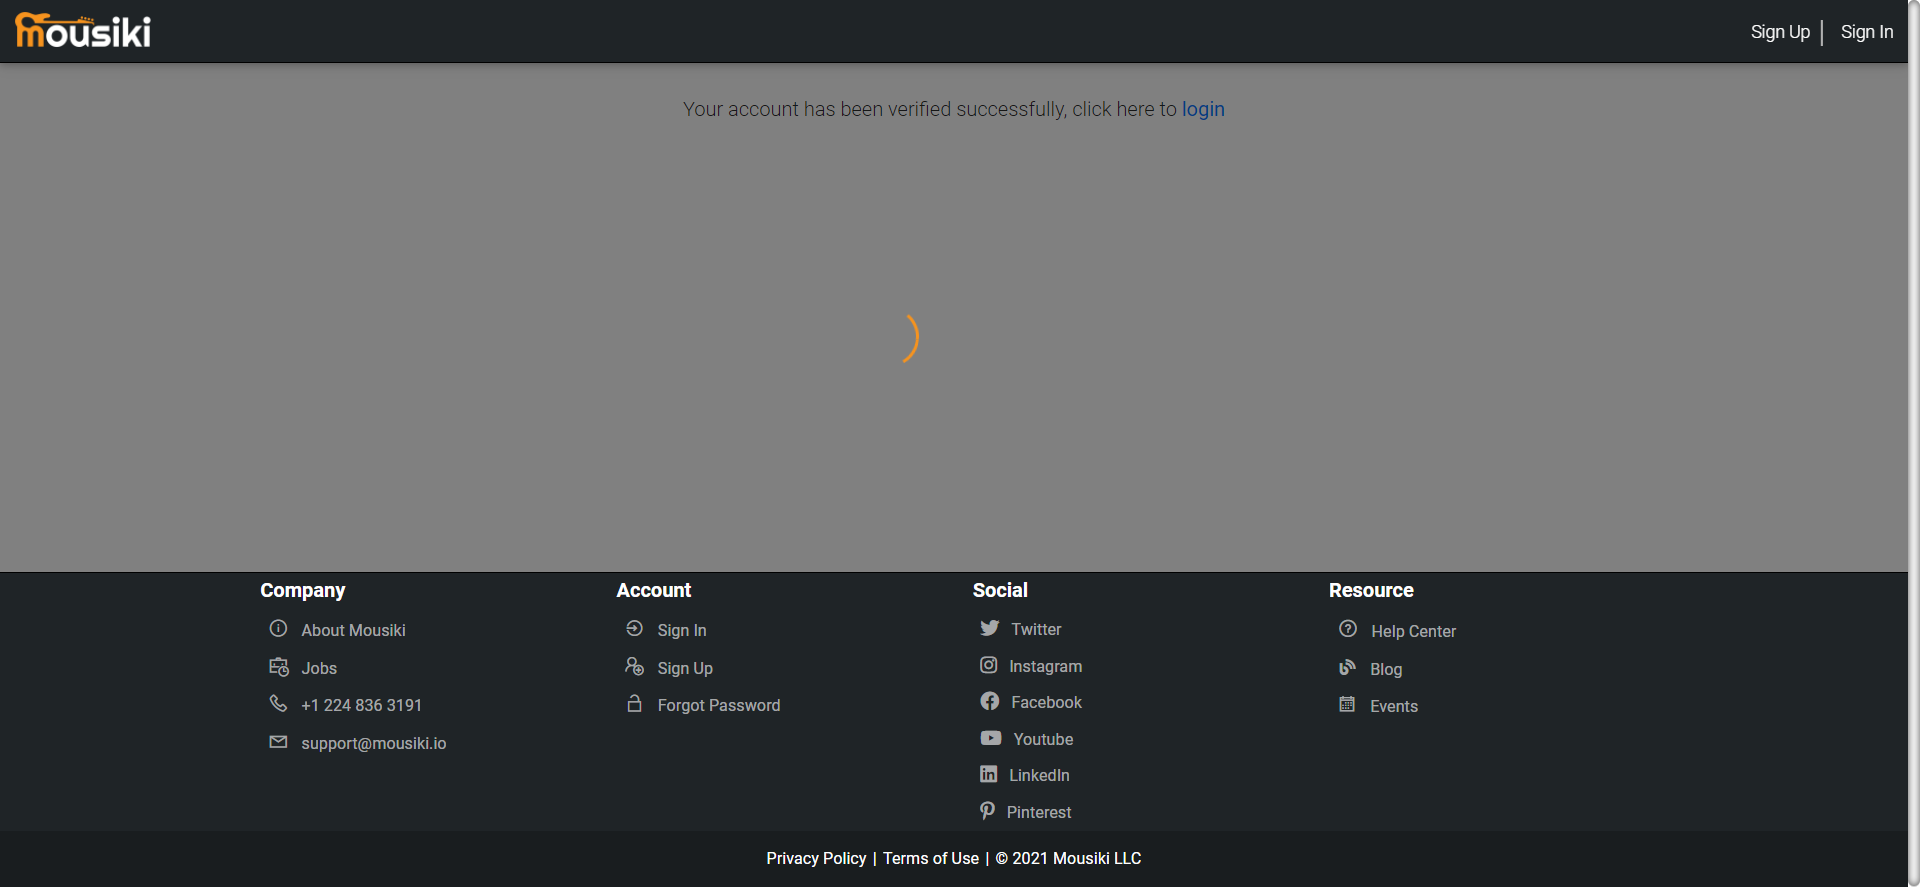 mousiki
Sign Up | Sign In
Your account has been verified successfully, click here to login
Company
About Mousiki
Jobs
+1 224 836 3191
support@mousiki.io
Account
Sign In
Sign Up
Forgot Password
Social
Twitter
Instagram
Facebook
Youtube
LinkedIn
Pinterest
Resource
Help Center
Blog
Events
Privacy Policy | Terms of Use | © 2021 Mousiki LLC